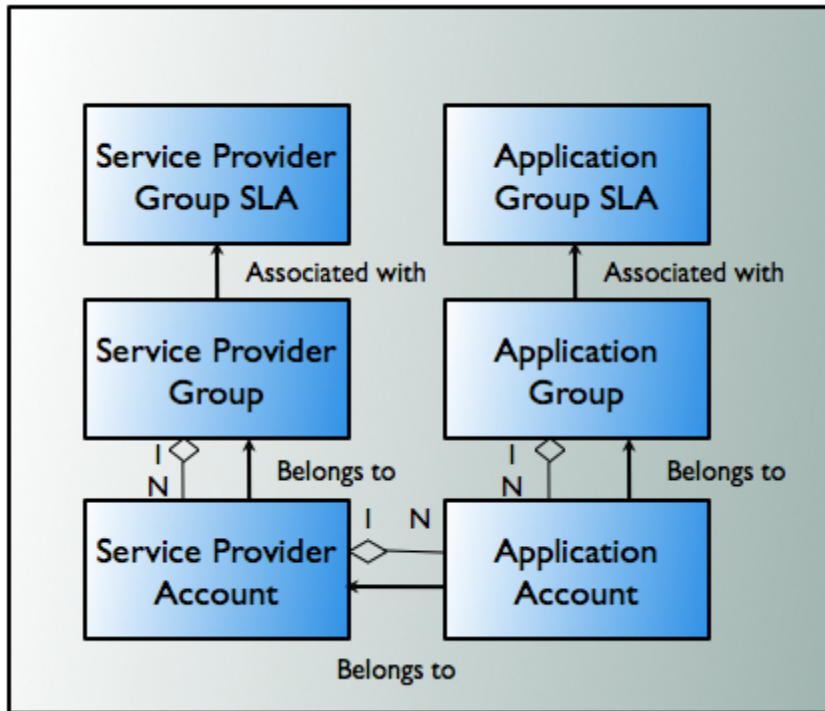 Service Provider
Group SLA
Application
Group SLA
Associated with
Associated with
Service Provider
Group
Application
Group
1
N
Belongs to
1
N
Belongs to
1 N
Service Provider
Account
Application
Account
Belongs to